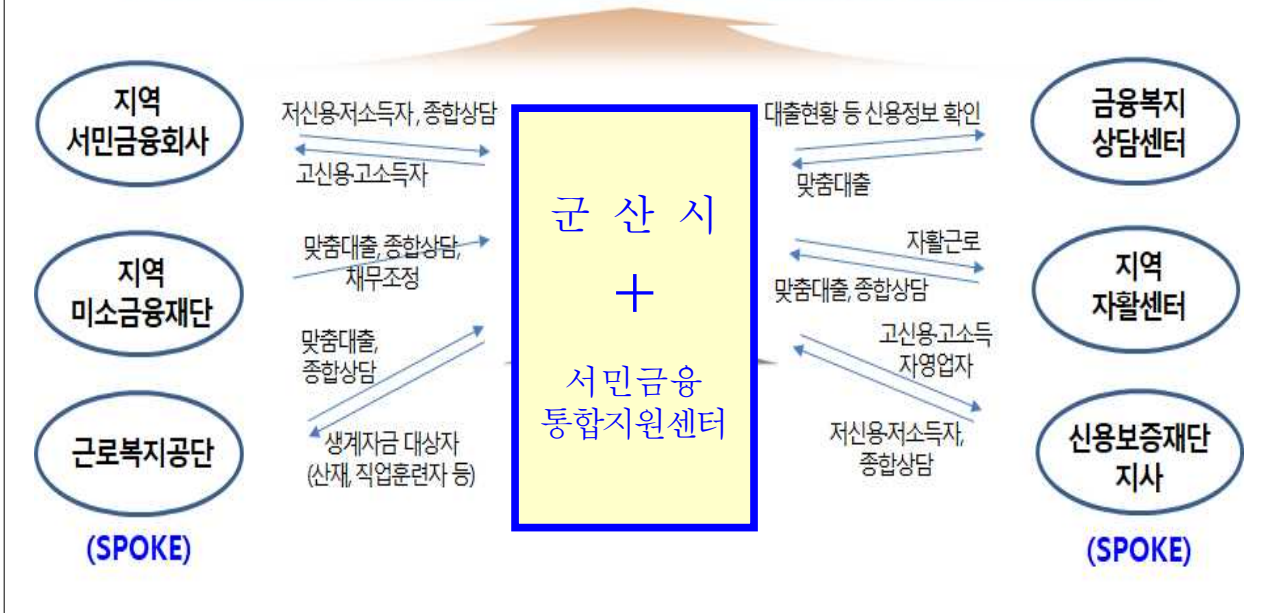 지역
서민금융회사
저신용·저소득자, 종합상담
고신용·고소득자
지역
미소금융재단
맞춤대출, 종합상담,
채무조정
근로복지공단
맞춤대출,
종합상담
생계자금 대상자
(산재, 직업훈련자 등)
(SPOKE)
군 산 시
+
서민금융
통합지원센터
금융복지
상담센터
대출현황 등 신용정보 확인
맞춤대출
지역
자활센터
자활근로
맞춤대출, 종합상담
신용보증재단
지사
고신용·고소득
자영업자
저신용·저소득자,
종합상담
(SPOKE)